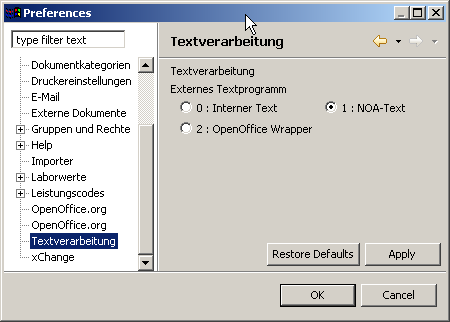 Preferences
type filter text
Textverarbeitung
Dokumentkategorien
Druckereinstellungen
E-Mail
Externe Dokumente
Gruppen und Rechte
Help
Importer
Laborwerte
Leistungscodes
OpenOffice.org
OpenOffice.org
Textverarbeitung
xChange
Textverarbeitung
Externes Textprogramm
0 : Interner Text
1 : NOA-Text
2 : OpenOffice Wrapper
Restore Defaults
Apply
OK
Cancel